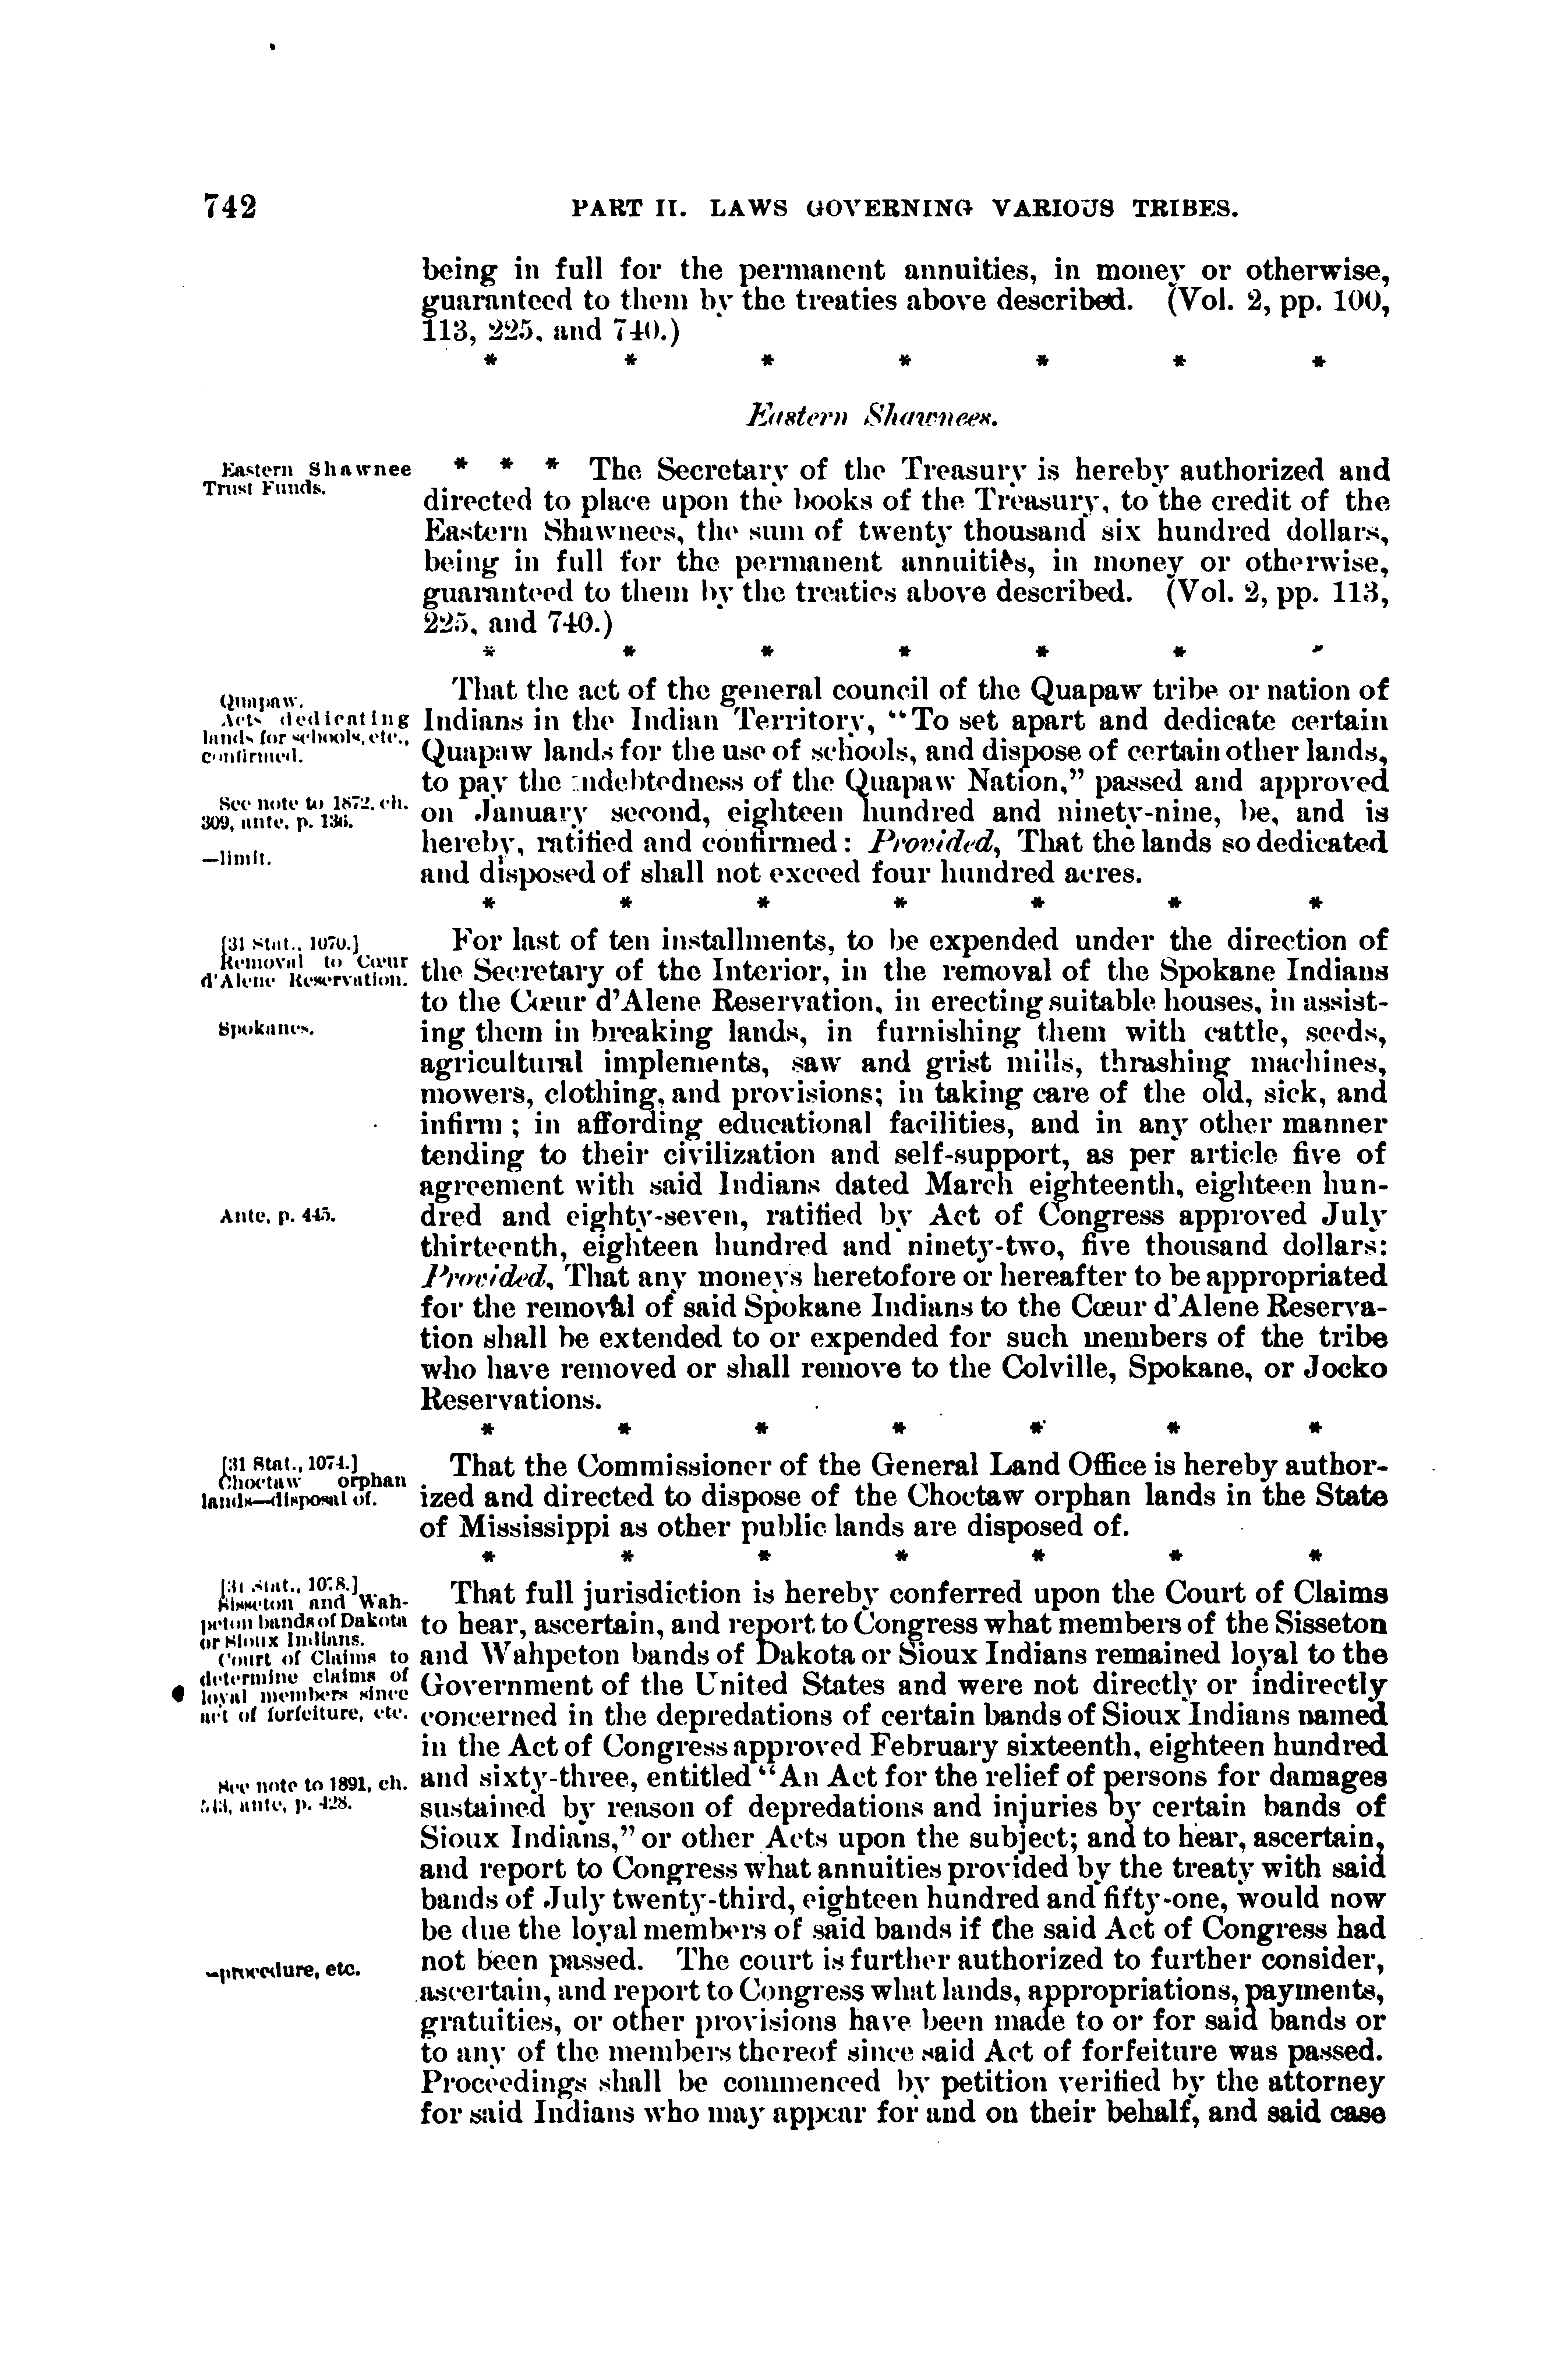 742
PART II. LAWS GOVERNING VARIOUS TRIBES.
being in full for the permanent annuities, in money or otherwise,
guaranteed to them by the treaties above described. (Vol. 2, pp. 100,
113, 225, and 740.)
* * * * * * *
Eastern Shawnees.
Eastern Shawnee
Trust Funds.
* * * The Secretary of the Treasury is hereby authorized and
directed to place upon the books of the Treasury, to the credit of the
Eastern Shawnees, the sum of twenty thousand six hundred dollars,
being in full for the permanent annuities, in money or otherwise,
guaranteed to them by the treaties above described. (Vol. 2, pp. 113,
225, and 740.)
* * * * * * *
Quapaw.
Acts dedicating
lands for schools, etc.,
confirmed.
See note to 1872, ch.
309, ante, p. 136.
—limit.
That the act of the general council of the Quapaw tribe or nation of
Indians in the Indian Territory, "To set apart and dedicate certain
Quapaw lands for the use of schools, and dispose of certain other lands,
to pay the indebtedness of the Quapaw Nation," passed and approved
on January second, eighteen hundred and ninety-nine, be, and is
hereby, ratified and confirmed: Provided, That the lands so dedicated
and disposed of shall not exceed four hundred acres.
* * * * * * *
[31 Stat., 1070.]
Removal to Cœur
d'Alene Reservation.
Spokanes.
Ante, p. 445.
For last of ten installments, to be expended under the direction of
the Secretary of the Interior, in the removal of the Spokane Indians
to the Cœur d'Alene Reservation, in erecting suitable houses, in assist-
ing them in breaking lands, in furnishing them with cattle, seeds,
agricultural implements, saw and grist mills, thrashing machines,
mowers, clothing, and provisions; in taking care of the old, sick, and
infirm; in affording educational facilities, and in any other manner
tending to their civilization and self-support, as per article five of
agreement with said Indians dated March eighteenth, eighteen hun-
dred and eighty-seven, ratified by Act of Congress approved July
thirteenth, eighteen hundred and ninety-two, five thousand dollars:
Provided, That any moneys heretofore or hereafter to be appropriated
for the removal of said Spokane Indians to the Cœur d'Alene Reserva-
tion shall be extended to or expended for such members of the tribe
who have removed or shall remove to the Colville, Spokane, or Jocko
Reservations.
* * * * * * *
[31 Stat., 1074.]
Choctaw orphan
lands—disposal of.
That the Commissioner of the General Land Office is hereby author-
ized and directed to dispose of the Choctaw orphan lands in the State
of Mississippi as other public lands are disposed of.
* * * * * * *
[31 Stat., 1078.]
Sisseton and Wah-
peton bands of Dakota
or Sioux Indians.
Court of Claims to
determine claims of
loyal members since
act of forfeiture, etc.
See note to 1891, ch.
543, ante, p. 428.
—procedure, etc.
That full jurisdiction is hereby conferred upon the Court of Claims
to hear, ascertain, and report to Congress what members of the Sisseton
and Wahpeton bands of Dakota or Sioux Indians remained loyal to the
Government of the United States and were not directly or indirectly
concerned in the depredations of certain bands of Sioux Indians named
in the Act of Congress approved February sixteenth, eighteen hundred
and sixty-three, entitled "An Act for the relief of persons for damages
sustained by reason of depredations and injuries by certain bands of
Sioux Indians," or other Acts upon the subject; and to hear, ascertain,
and report to Congress what annuities provided by the treaty with said
bands of July twenty-third, eighteen hundred and fifty-one, would now
be due the loyal members of said bands if the said Act of Congress had
not been passed. The court is further authorized to further consider,
ascertain, and report to Congress what lands, appropriations, payments,
gratuities, or other provisions have been made to or for said bands or
to any of the members thereof since said Act of forfeiture was passed.
Proceedings shall be commenced by petition verified by the attorney
for said Indians who may appear for and on their behalf, and said case